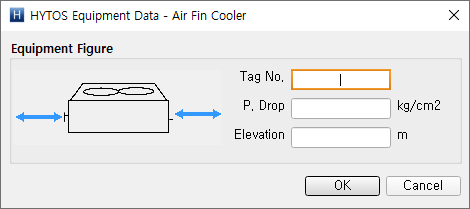 HYTOS Equipment Data - Air Fin Cooler
Equipment Figure
Tag No.
P. Drop kg/cm2
Elevation m
OK Cancel